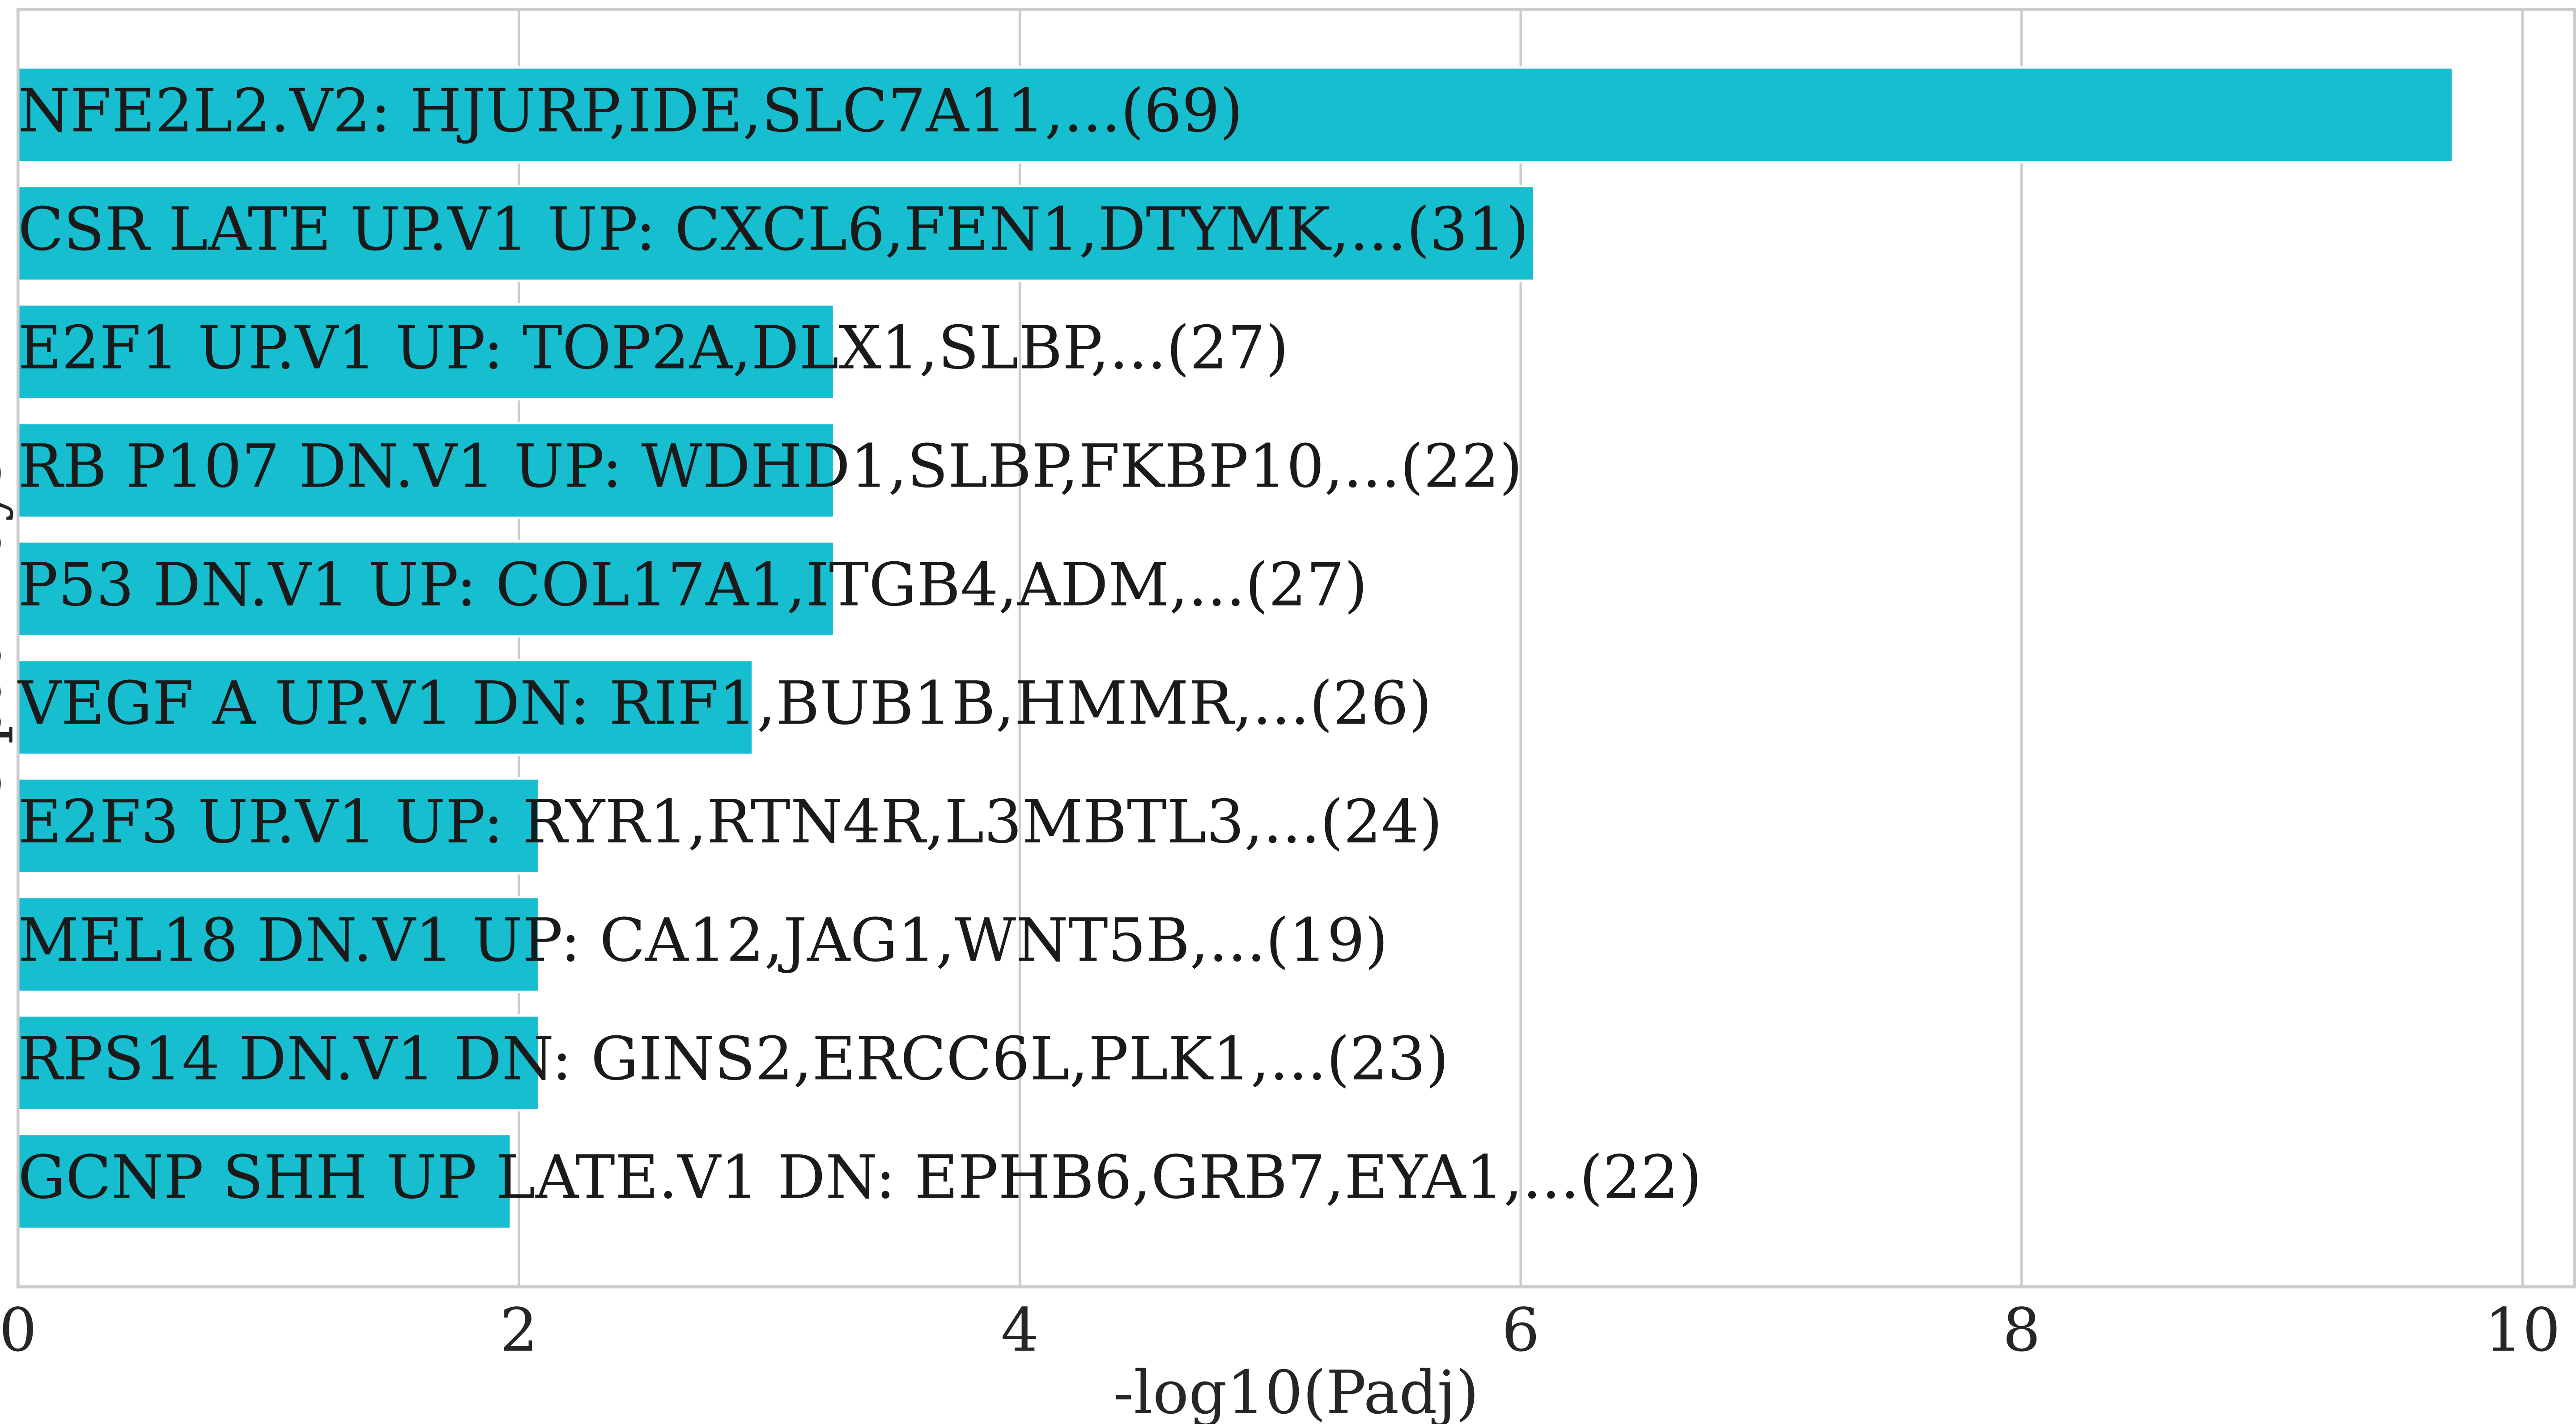 NFE2L2.V2: HJURP,IDE,SLC7A11,...(69)
CSR LATE UP.V1 UP: CXCL6,FEN1,DTYMK,...(31)
E2F1 UP.V1 UP: TOP2A,DLX1,SLBP,...(27)
RB P107 DN.V1 UP: WDHD1,SLBP,FKBP10,...(22)
P53 DN.V1 UP: COL17A1,ITGB4,ADM,...(27)
VEGF A UP.V1 DN: RIF1,BUB1B,HMMR,...(26)
E2F3 UP.V1 UP: RYR1,RTN4R,L3MBTL3,...(24)
MEL18 DN.V1 UP: CA12,JAG1,WNT5B,...(19)
RPS14 DN.V1 DN: GINS2,ERCC6L,PLK1,...(23)
GCNP SHH UP LATE.V1 DN: EPHB6,GRB7,EYA1,...(22)
0 2 4 6 8 10
-log10(Padj)